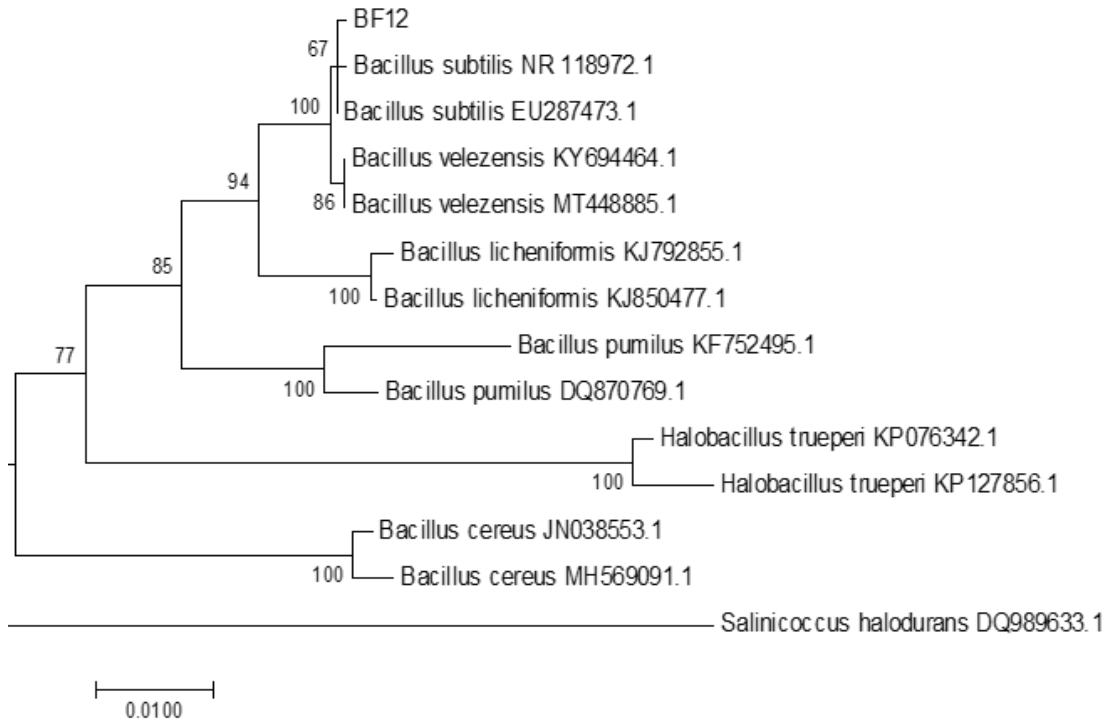 BF12
67
Bacillus subtilis NR 118972.1
100
Bacillus subtilis EU287473.1
Bacillus velezensis KY694464.1
94
86
Bacillus velezensis MT448885.1
Bacillus licheniformis KJ792855.1
85
100
Bacillus licheniformis KJ850477.1
Bacillus pumilus KF752495.1
77
100
Bacillus pumilus DQ870769.1
Halobacillus trueperi KP076342.1
100
Halobacillus trueperi KP127856.1
Bacillus cereus JN038553.1
100
Bacillus cereus MH569091.1
Salinicoccus halodurans DQ989633.1
0.0100